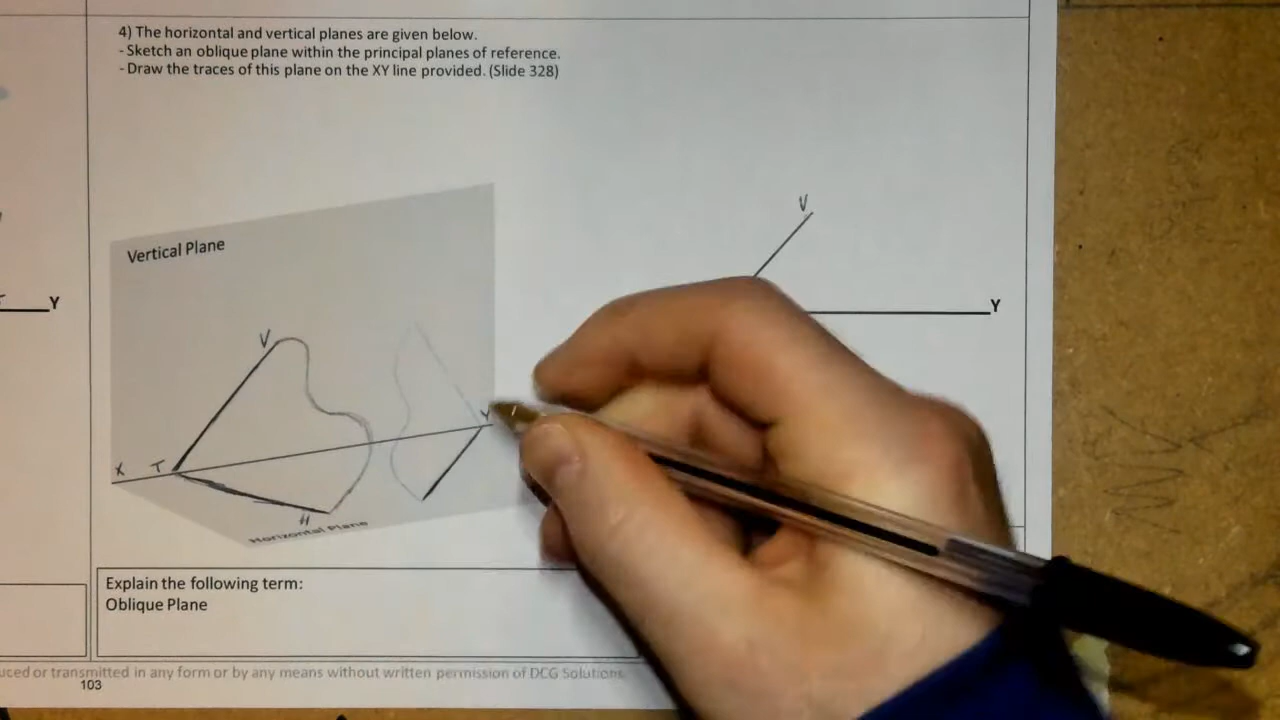 4) The horizontal and vertical planes are given below.
- Sketch an oblique plane within the principal planes of reference.
- Draw the traces of this plane on the XY line provided. (Slide 328)
V
Vertical Plane
Y
Y
V
Y
X T
H
Horizontal Plane
Explain the following term:
Oblique Plane
uced or transmitted in any form or by any means without written permission of DCG Solutions.
103